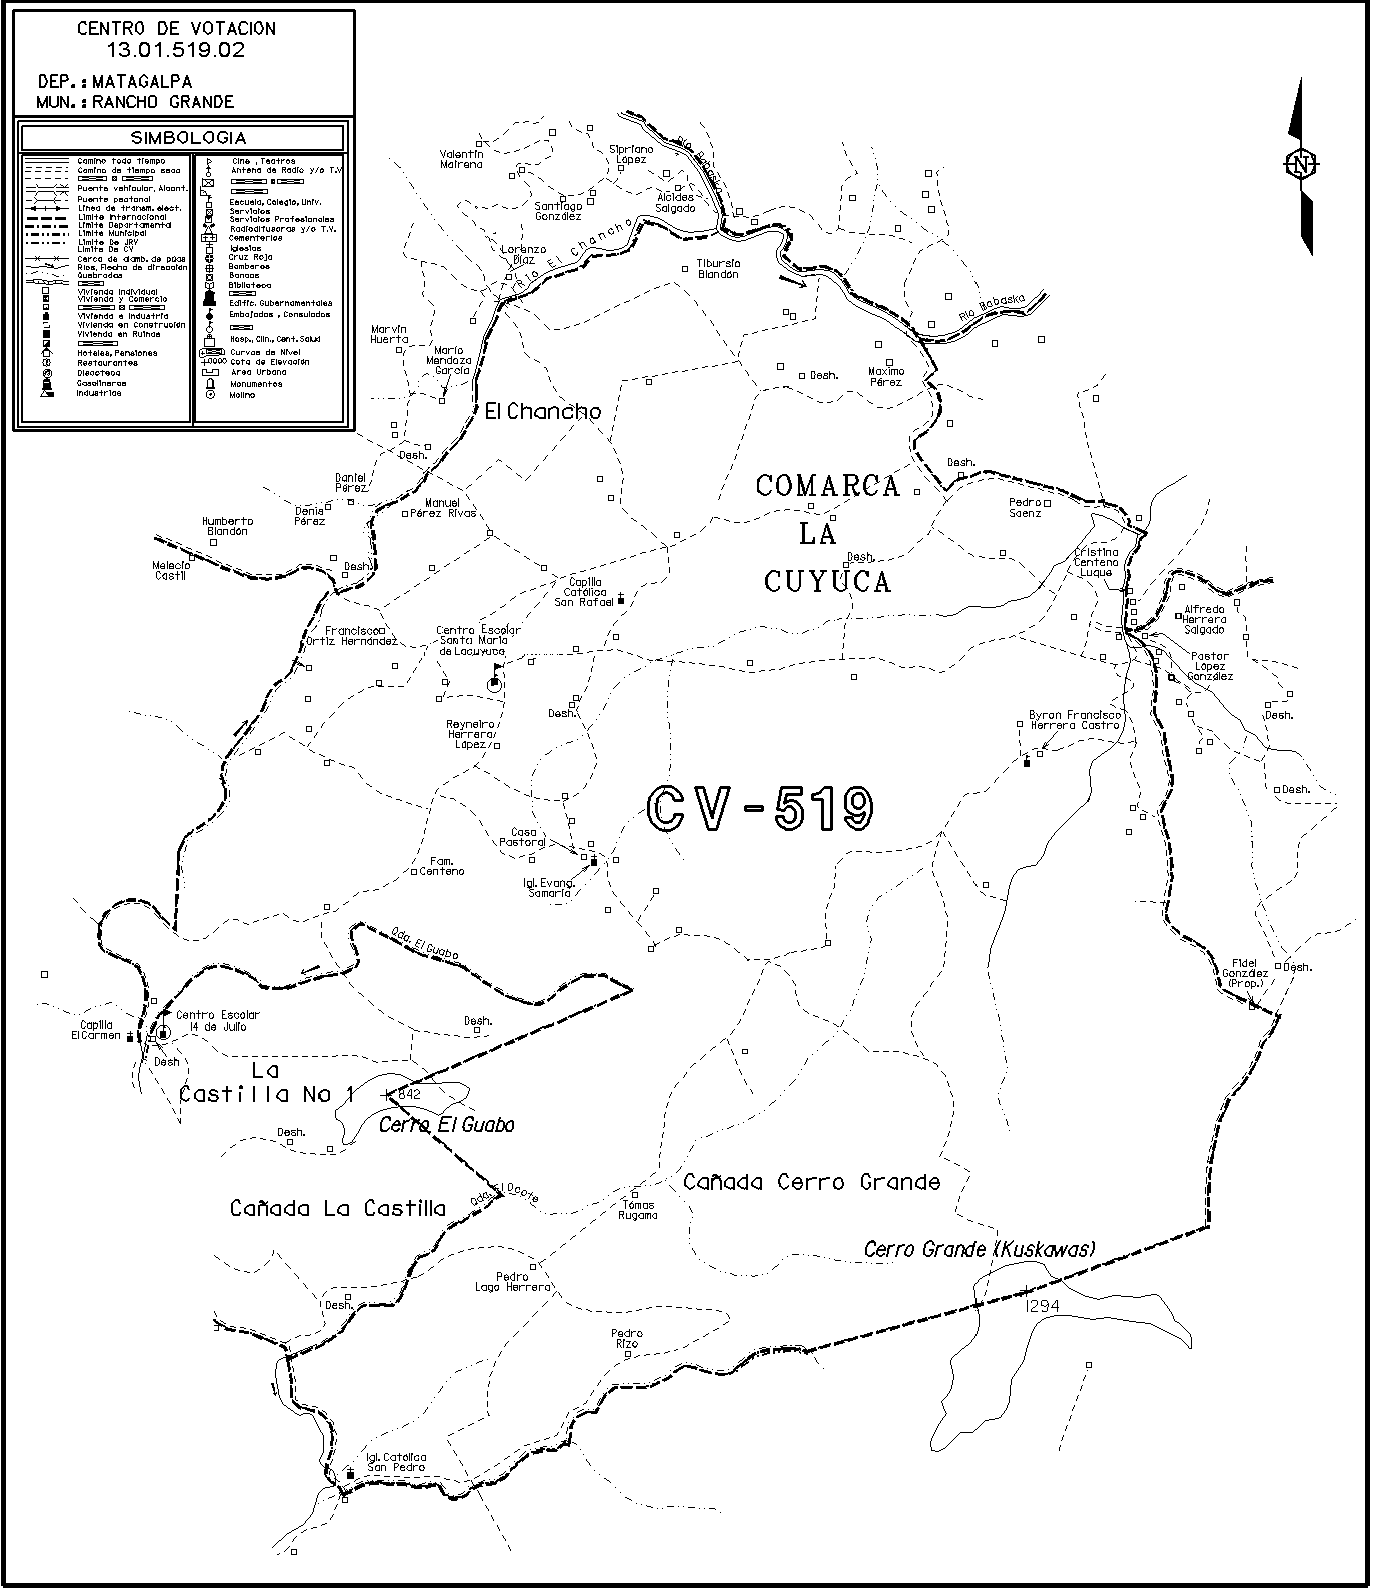 CENTRO DE VOTACION
13.01.519.02
DEP.: MATAGALPA
MUN.: RANCHO GRANDE
SIMBOLOGIA
Camino todo tiempo
Camino de tiempo seco
Puente vehicular, Alcant.
Puente peatonal
Línea de transm. eléct.
Límite Internacional
Límite Departamental
Límite Municipal
Límite De JRV
Límite De CV
Cerca de alamb. de púas
Ríos, Flecha de dirección
Quebradas
Vivienda Individual
Vivienda y Comercio
Vivienda e Industria
Vivienda en Construción
Vivienda en Ruinas
Hoteles, Pensiones
Restaurantes
Discoteca
Gasolineras
Industrias
Cine , Teatros
Antena de Radio y/o T.V
Escuela, Colegio, Univ.
Servicios
Servicios Profesionales
Radiodifusoras y/o T.V.
Cementerios
Iglesias
Cruz Roja
Bomberos
Bancos
Biblioteca
Edific. Gubernamentales
Embajadas , Consulados
Hosp., Clin., Cent. Salud
Curvas de Nivel
Cota de Elevación
Area Urbana
Monumentos
Molino
N
Valentín
Mairena
Sipriano
López
Río Babaska
Santiago
González
Alcides
Salgado
Río El Chancho
Lorenzo
Díaz
Tibursio
Blandón
Río Babaska
Marvin
Huerta
Mario
Mendoza
García
Desh.
Maximo
Pérez
El Chancho
Desh.
Desh.
Daniel
Pérez
COMARCA
LA
CUYUCA
Denis
Pérez
Manuel
Pérez Rivas
Pedro
Saenz
Humberto
Blandón
Melecio
Castil
Desh.
Desh.
Cristina
Centeno
Luque
Capilla
Católica
San Rafael
Francisco
Ortiz Hernández
Centro Escolar
Santa María
de Lacuyuca
Alfredo
Herrera
Salgado
Pastor
López
González
Desh.
Desh.
Reyneiro
Herrera
López
Byron Francisco
Herrera Castro
Desh.
CV-519
Casa
Pastoral
Fam.
Centeno
Igl. Evang.
Samaria
Qda. El Guabo
Fidel
González
(Prop.)
Desh.
Centro Escolar
14 de Julio
Capilla
El Carmen
Desh.
Desh
La
Castilla No 1
842
Cerro El Guabo
Desh.
Cañada Cerro Grande
Qda. El Ocote
Cañada La Castilla
Tómas
Rugama
Cerro Grande (Kuskawas)
Pedro
Lago Herrera
Desh.
1294
Pedro
Rizo
Igl. Católica
San Pedro